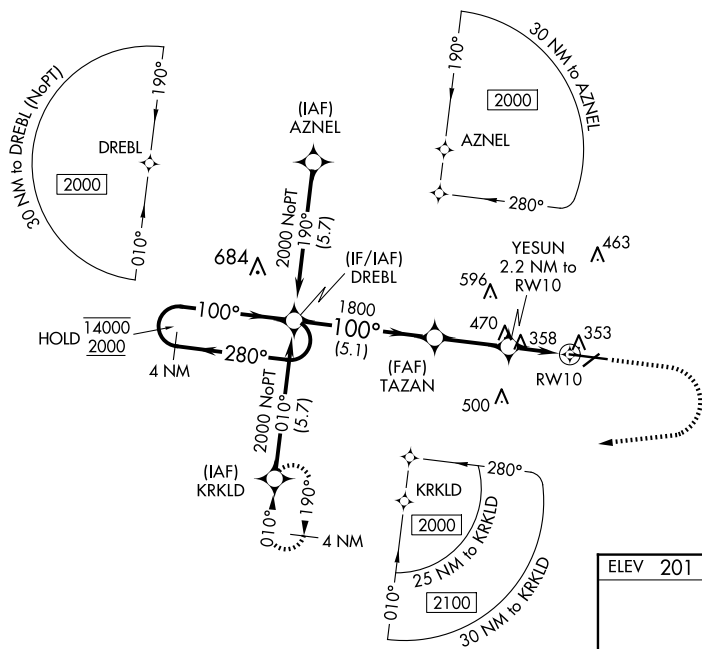 30 NM to DREBL (NoPT)
190°
DREBL
2000
010°
30 NM to AZNEL
190°
2000
AZNEL
280°
(IAF)
AZNEL
2000 NoPT
190°
(5.7)
684
(IF/IAF)
DREBL
YESUN
2.2 NM to
RW10
463
596
HOLD 14000
2000
100°
280°
4 NM
1800
100°
(5.1)
470
358
353
(FAF)
TAZAN
RW10
500
2000 NoPT
010°
(5.7)
(IAF)
KRKLD
190°
010°
4 NM
KRKLD
280°
2000
25 NM to KRKLD
010°
2100
30 NM to KRKLD
ELEV 201